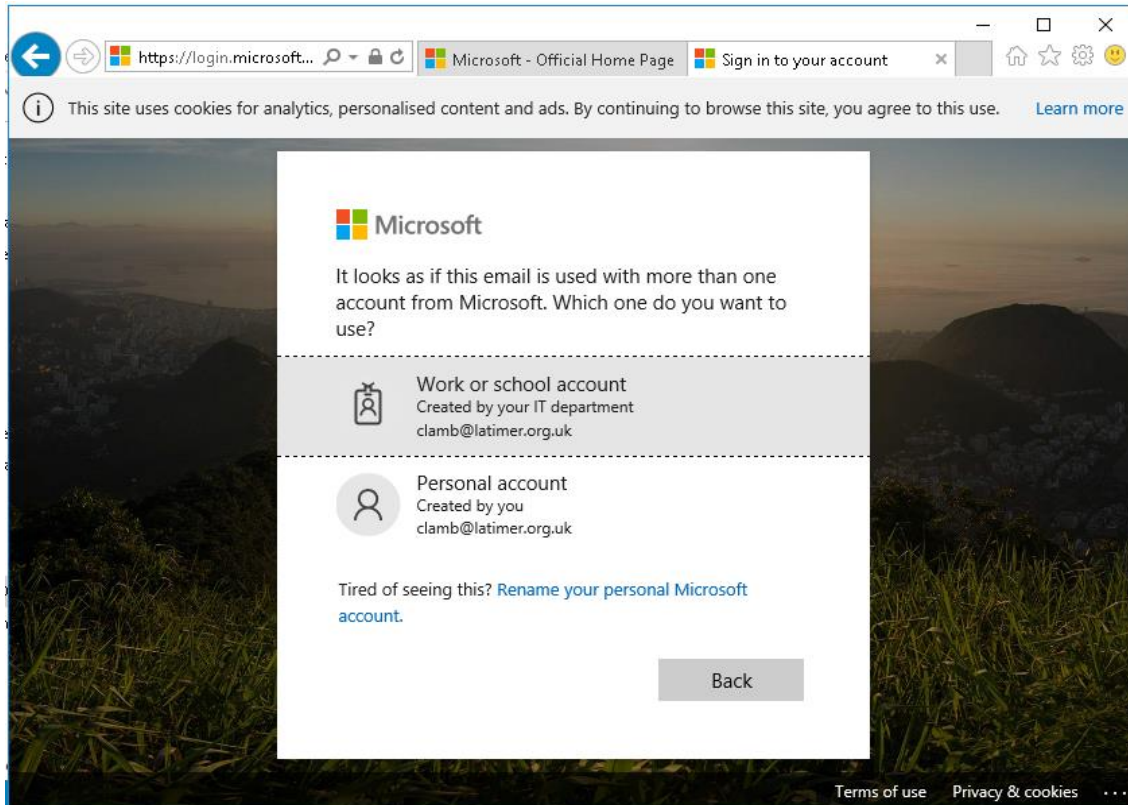 https://login.microsoft...
Microsoft - Official Home Page
Sign in to your account
This site uses cookies for analytics, personalised content and ads. By continuing to browse this site, you agree to this use. Learn more
Microsoft
It looks as if this email is used with more than one
account from Microsoft. Which one do you want to
use?
Work or school account
Created by your IT department
clamb@latimer.org.uk
Personal account
Created by you
clamb@latimer.org.uk
Tired of seeing this? Rename your personal Microsoft
account.
Back
Terms of use Privacy & cookies ...